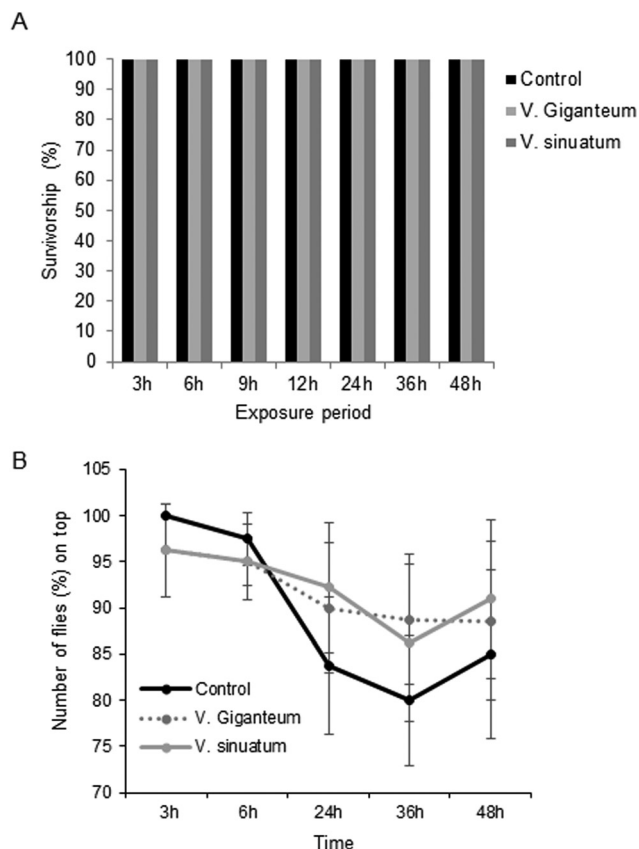 A
Survivorship (%)
100
90
80
70
60
50
40
30
20
10
0
3h 6h 9h 12h 24h 36h 48h
Exposure period
Control
V. Giganteum
V. sinuatum
B
Number of flies (%) on top
105
100
95
90
85
80
75
70
Control
V. Giganteum
V. sinuatum
3h 6h 24h 36h 48h
Time